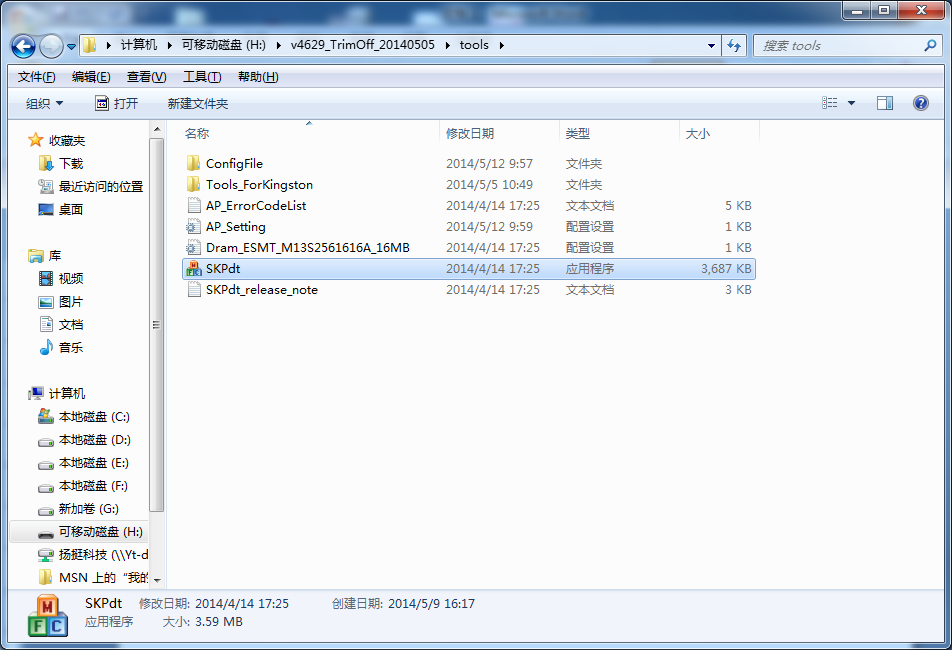 计算机 可移动磁盘 (H:) v4629_TrimOff_20140505 tools 搜索 tools
文件(F) 编辑(E) 查看(V) 工具(T) 帮助(H)
组织 打开 新建文件夹
收藏夹
下载
最近访问的位置
桌面
库
视频
图片
文档
音乐
计算机
本地磁盘 (C:)
本地磁盘 (D:)
本地磁盘 (E:)
本地磁盘 (F:)
新加卷 (G:)
可移动磁盘 (H:)
扬挺科技 (\\Yt-d
MSN 上的“我的
名称 修改日期 类型 大小
ConfigFile 2014/5/12 9:57 文件夹
Tools_ForKingston 2014/5/5 10:49 文件夹
AP_ErrorCodeList 2014/4/14 17:25 文本文档 5 KB
AP_Setting 2014/5/12 9:59 配置设置 1 KB
Dram_ESMT_M13S2561616A_16MB 2014/4/14 17:25 配置设置 1 KB
SKPdt 2014/4/14 17:25 应用程序 3,687 KB
SKPdt_release_note 2014/4/14 17:25 文本文档 3 KB
M
F C
SKPdt 修改日期: 2014/4/14 17:25 创建日期: 2014/5/9 16:17
应用程序 大小: 3.59 MB